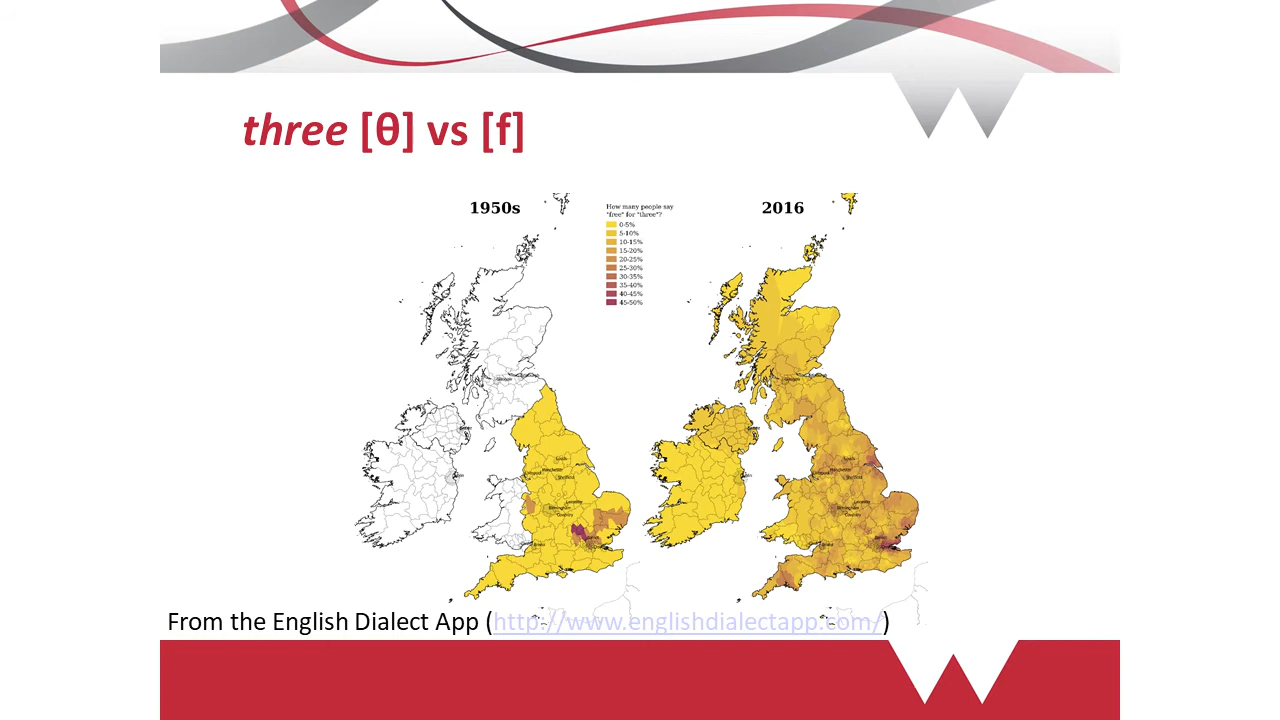 three [θ] vs [f]
1950s
How many people say
"free" for "three"?
0-5%
5-10%
10-15%
15-20%
20-25%
25-30%
30-35%
35-40%
40-45%
45-50%
2016
From the English Dialect App (http://www.englishdialectapp.com/)